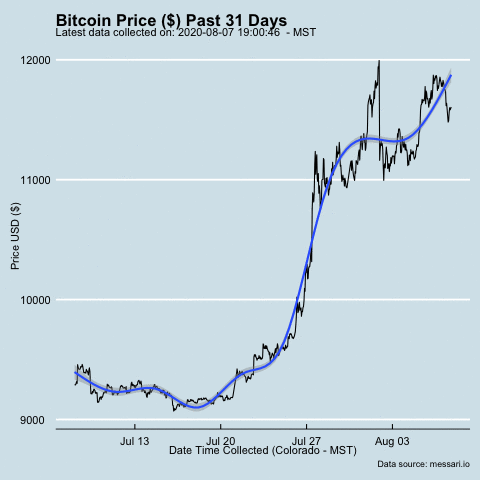 Bitcoin Price ($) Past 31 Days
Latest data collected on: 2020-08-07 19:00:46 - MST
12000
11000
10000
9000
Price USD ($)
Jul 13 Jul 20 Jul 27 Aug 03
Date Time Collected (Colorado - MST)
Data source: messari.io